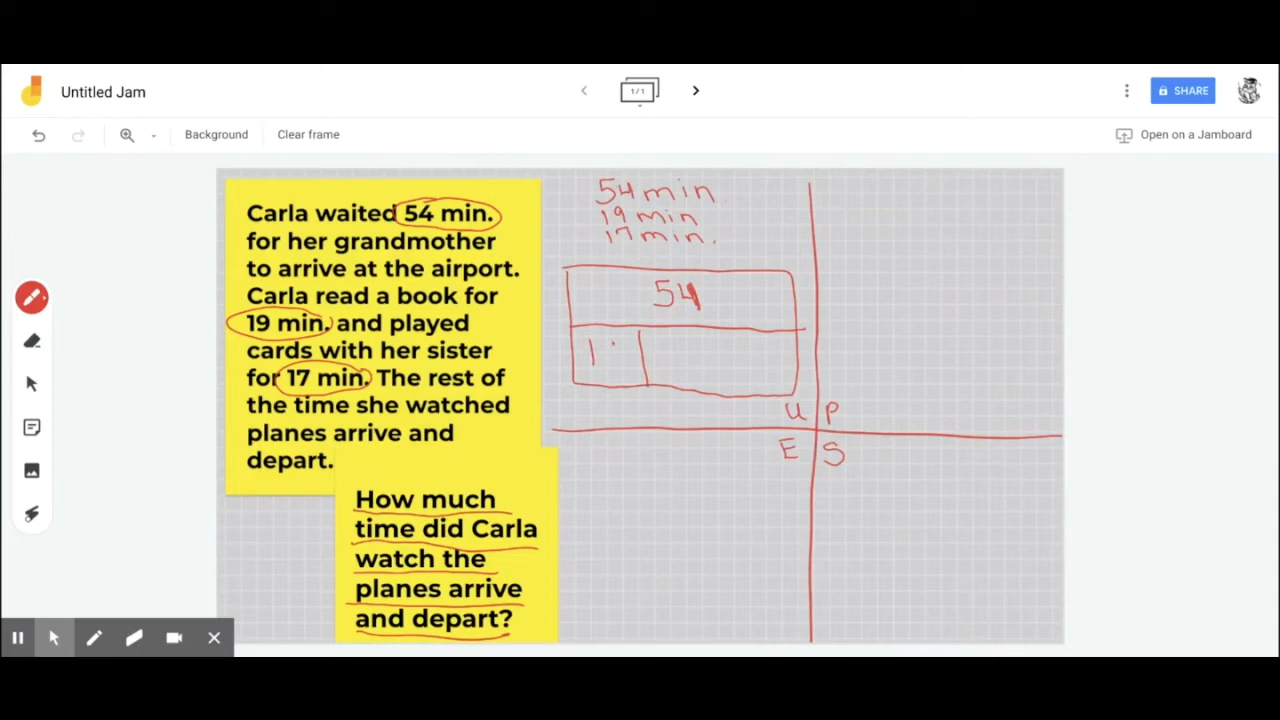 Untitled Jam
1/1
SHARE
Background
Clear frame
Open on a Jamboard
Carla waited 54 min.
for her grandmother
to arrive at the airport.
Carla read a book for
19 min. and played
cards with her sister
for 17 min. The rest of
the time she watched
planes arrive and
depart.
How much
time did Carla
watch the
planes arrive
and depart?
54 min.
19 min
17 min.
54
1
U P
E S